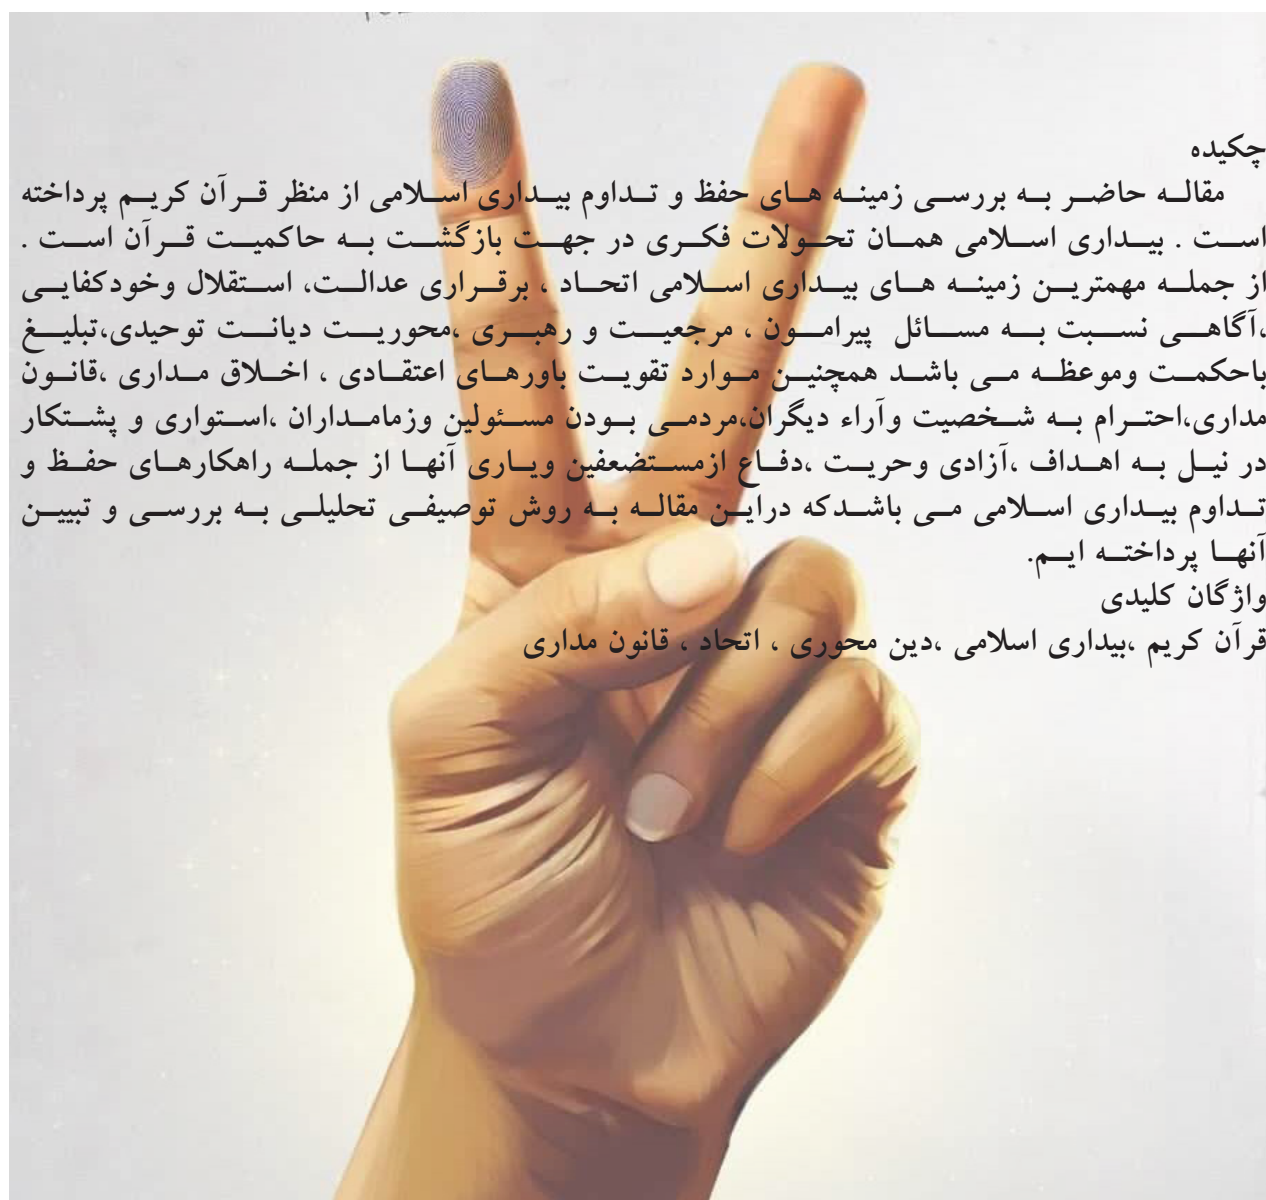 چکیده
مقاله حاضر به بررسی زمینه های حفظ و تداوم بیداری اسلامی از منظر قرآن کریم پرداخته
است . بیداری اسلامی همان تحولات فکری در جهت بازگشت به حاکمیت قرآن است .
از جمله مهمترین زمینه های بیداری اسلامی اتحاد ، برقراری عدالت، استقلال وخودکفایی
،آگاهی نسبت به مسائل پیرامون ، مرجعیت و رهبری ،محوریت دیانت توحیدی،تبلیغ
باحکمت وموعظه می باشد همچنین موارد تقویت باورهای اعتقادی ، اخلاق مداری ،قانون
مداری،احترام به شخصیت وآراء دیگران،مردمی بودن مسئولین وزمامداران ،استواری و پشتکار
در نیل به اهداف ،آزادی وحریت ،دفاع ازمستضعفین ویاری آنها از جمله راهکارهای حفظ و
تداوم بیداری اسلامی می باشدکه دراین مقاله به روش توصیفی تحلیلی به بررسی و تبیین
آنها پرداخته ایم.
واژگان کلیدی
قرآن کریم ،بیداری اسلامی ،دین محوری ، اتحاد ، قانون مداری